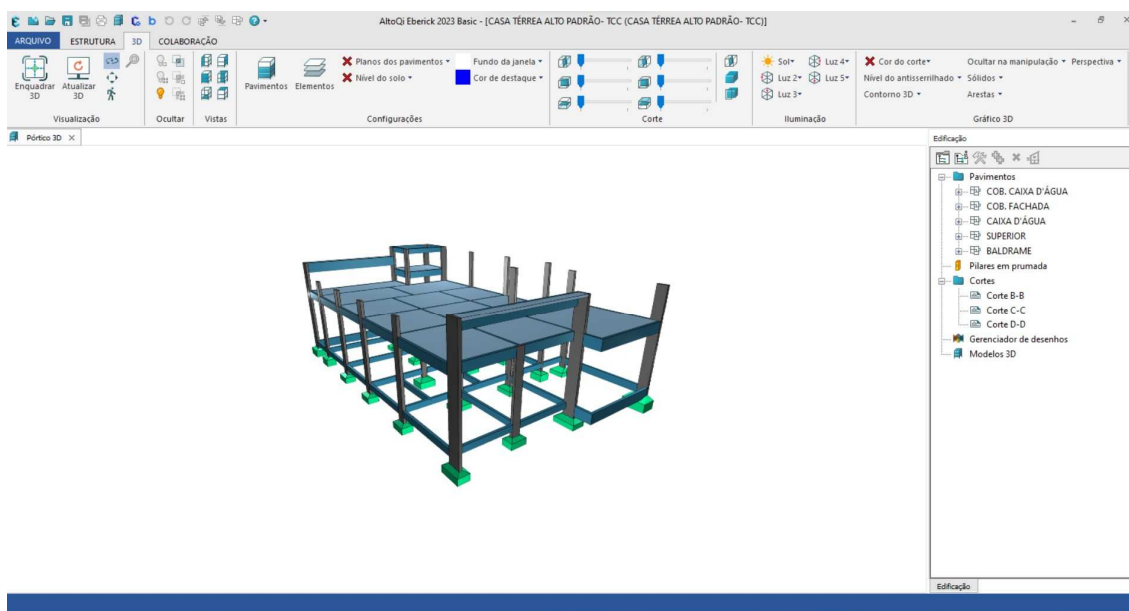 AltoQi Eberick 2023 Basic - [CASA TÉRREA ALTO PADRÃO- TCC (CASA TÉRREA ALTO PADRÃO- TCC)]
ARQUIVO ESTRUTURA 3D COLABORAÇÃO
Enquadrar 3D
Atualizar 3D
Visualização
Ocultar
Vistas
Pavimentos
Elementos
Planos dos pavimentos
Nível do solo
Fundo da janela
Cor de destaque
Configurações
Corte
Sol
Luz 2
Luz 3
Luz 4
Luz 5
Iluminação
Cor do corte
Nível do antisserrilhado
Contorno 3D
Ocultar na manipulação
Sólidos
Arestas
Perspectiva
Gráfico 3D
Pórtico 3D
Edificação
Pavimentos
COB. CAIXA D'ÁGUA
COB. FACHADA
CAIXA D'ÁGUA
SUPERIOR
BALDRAME
Pilares em prumada
Cortes
Corte B-B
Corte C-C
Corte D-D
Gerenciador de desenhos
Modelos 3D
Edificação